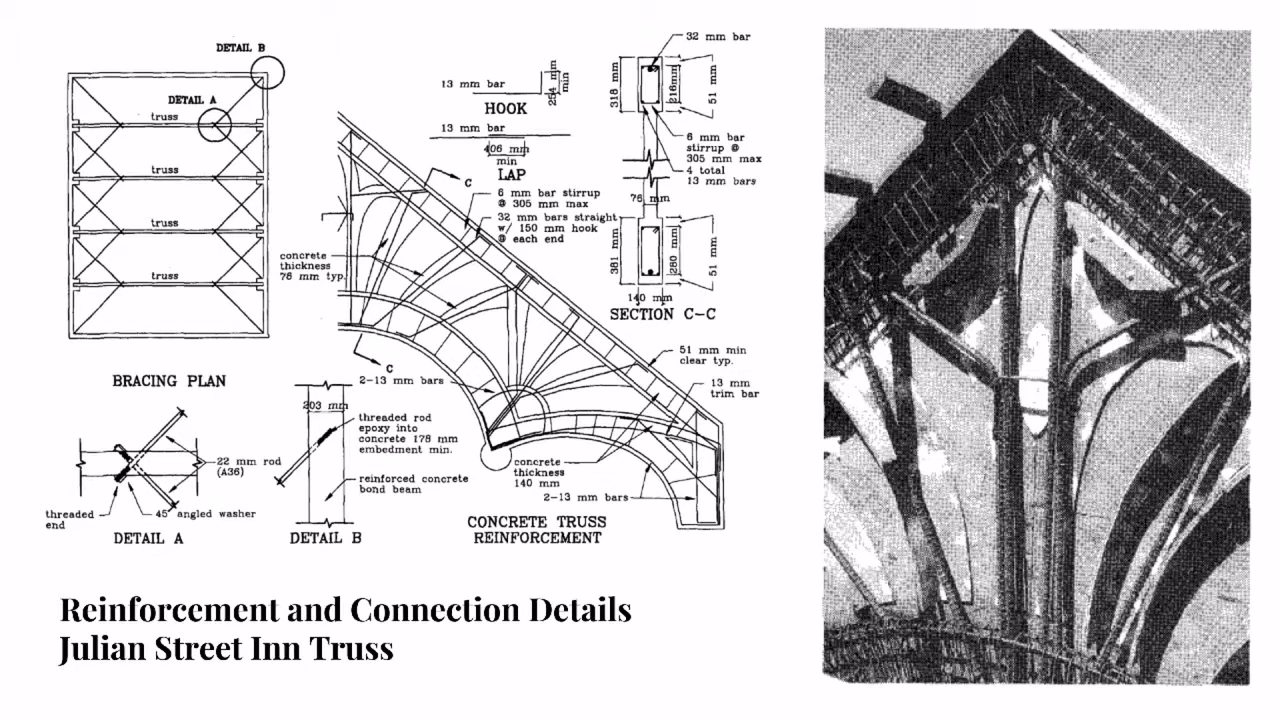 DETAIL B
DETAIL A
truss
truss
truss
truss
BRACING PLAN
13 mm bar
254 mm
min
HOOK
13 mm bar
406 mm
min
LAP
C
6 mm bar stirrup
@ 305 mm max
32 mm bars straight
w/ 150 mm hook
@ each end
concrete
thickness
76 mm typ.
C
2-13 mm bars
32 mm bar
318 mm
216mm
51 mm
6 mm bar
stirrup @
305 mm max
4 total
13 mm bars
76 mm
381 mm
280 mm
51 mm
140 mm
SECTION C-C
51 mm min
clear typ.
13 mm
trim bar
concrete
thickness
140 mm
2-13 mm bars
CONCRETE TRUSS
REINFORCEMENT
22 mm rod
(A36)
threaded
end
45° angled washer
DETAIL A
203 mm
threaded rod
epoxy into
concrete 178 mm
embedment min.
reinforced concrete
bond beam
DETAIL B
Reinforcement and Connection Details
Julian Street Inn Truss